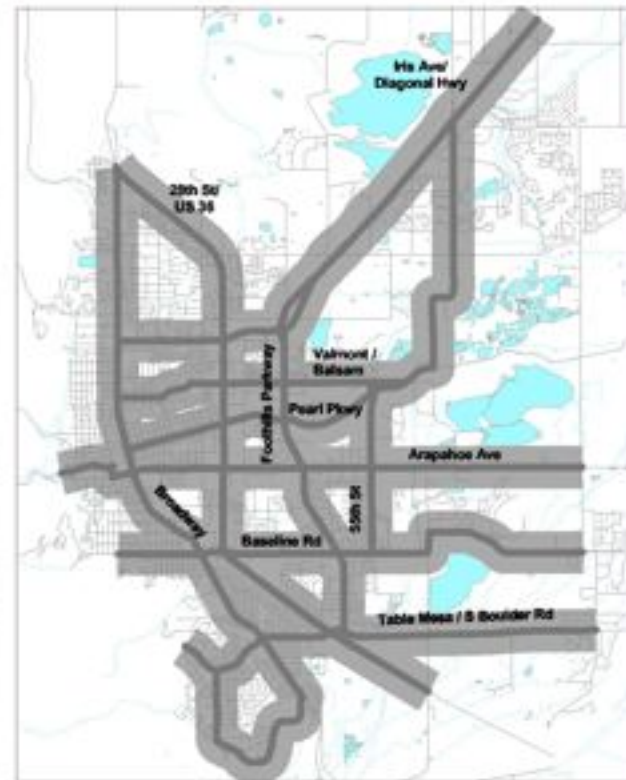 Iris Ave/
Diagonal Hwy
28th St/
US 36
Valmont /
Balsam
Foothills Parkway
Pearl Pkwy
Arapahoe Ave
55th St
Broadway
Baseline Rd
Table Mesa / S Boulder Rd